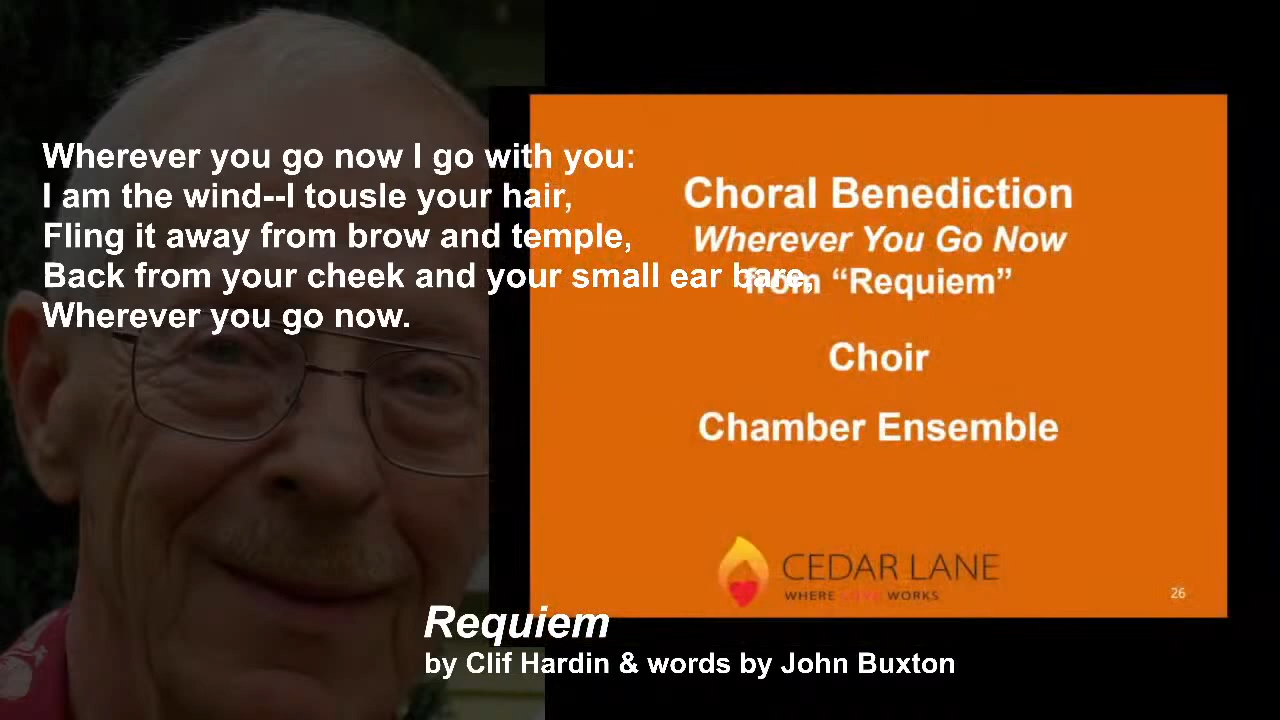 Wherever you go now I go with you:
I am the wind--I tousle your hair,
Fling it away from brow and temple,
Back from your cheek and your small ear bare,
Wherever you go now.
Choral Benediction
Wherever You Go Now
from “Requiem”
Choir
Chamber Ensemble
CEDAR LANE
WHERE LOVE WORKS
26
Requiem
by Clif Hardin & words by John Buxton